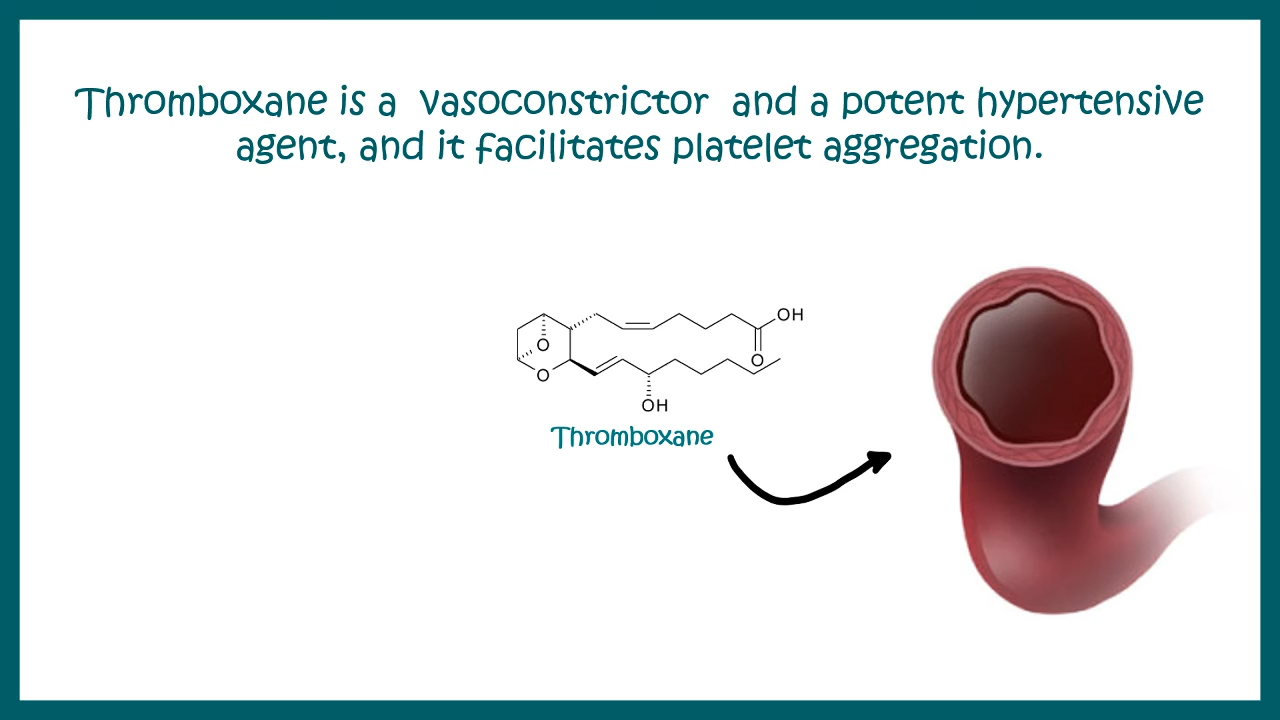 Thromboxane is a vasoconstrictor and a potent hypertensive
agent, and it facilitates platelet aggregation.
OH
O
O
O
OH
Thromboxane